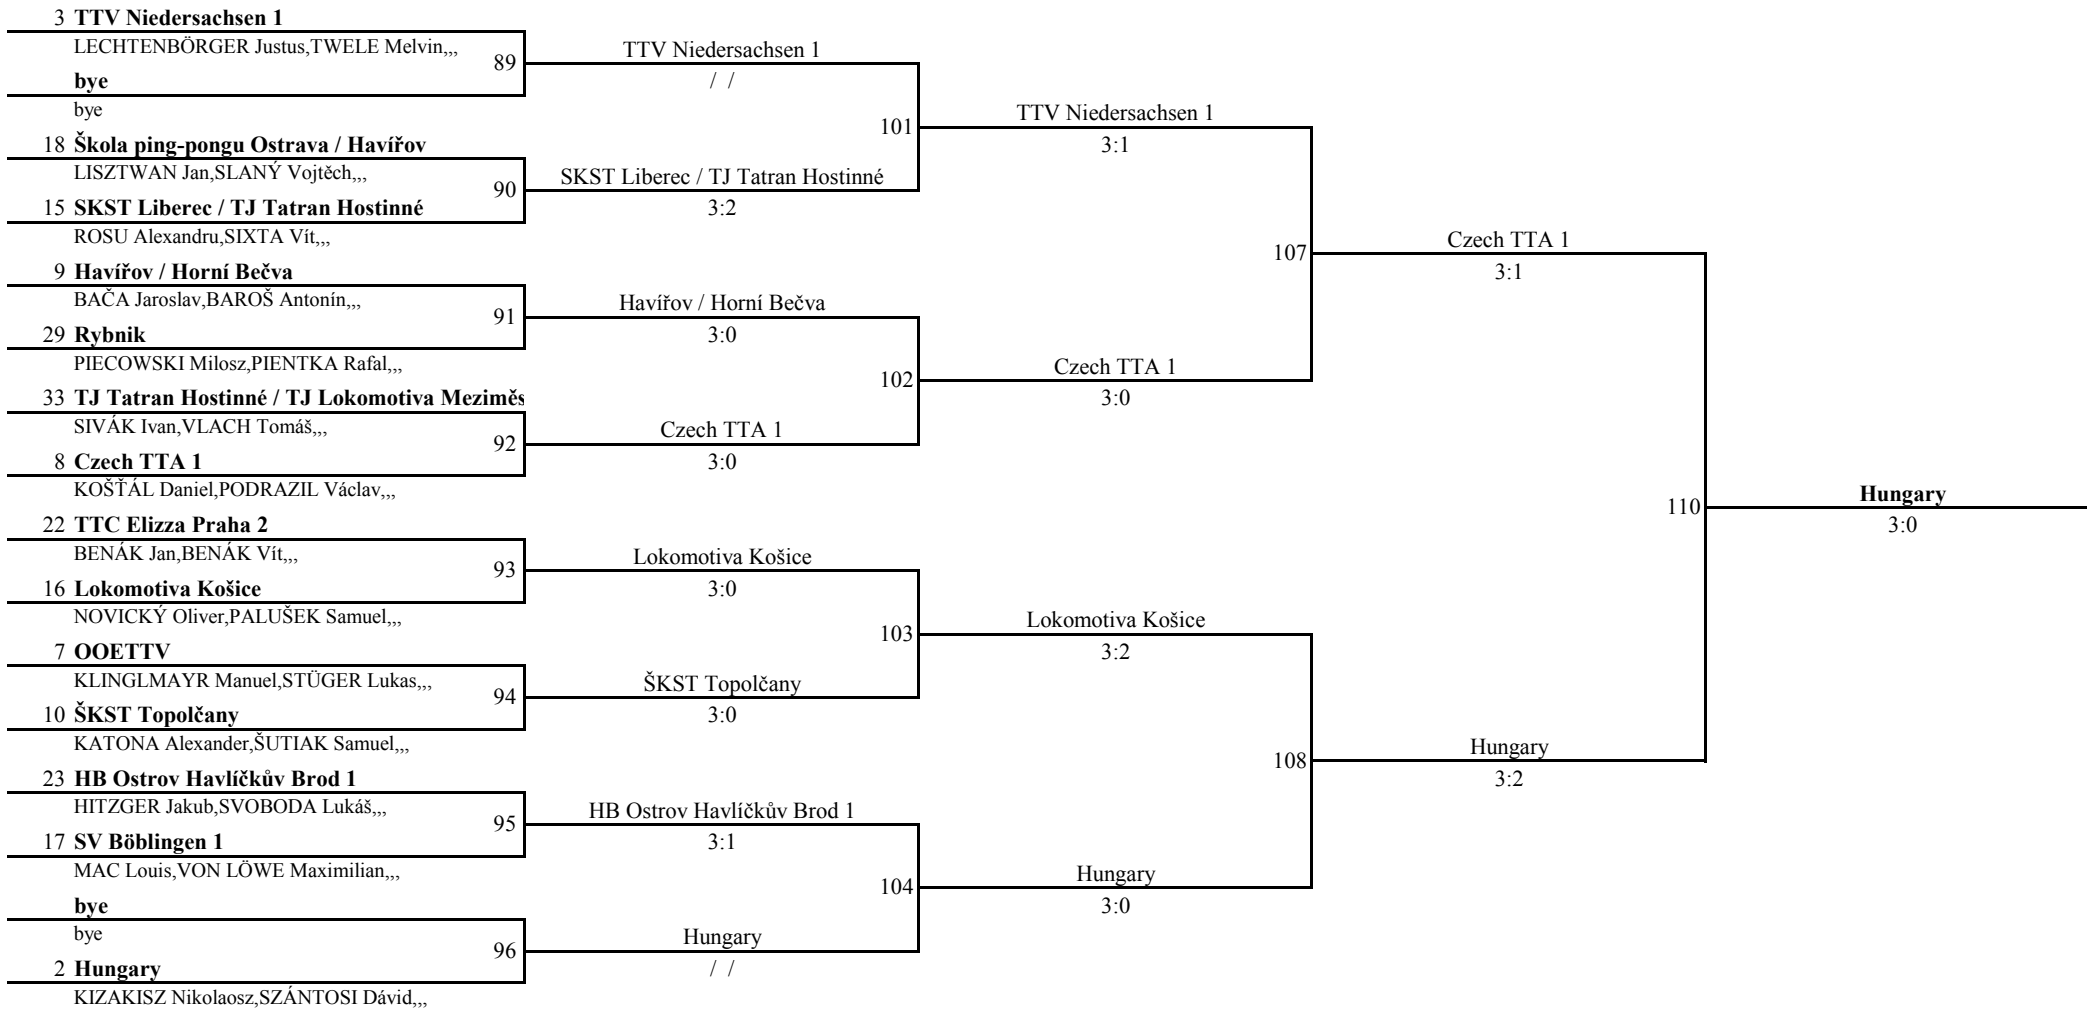 3 TTV Niedersachsen 1
LECHTENBÖRGER Justus,TWELE Melvin,,,
89
bye
bye
18 Škola ping-pongu Ostrava / Havířov
LISZTWAN Jan,SLANÝ Vojtěch,,,
90
15 SKST Liberec / TJ Tatran Hostinné
ROSU Alexandru,SIXTA Vít,,,
9 Havířov / Horní Bečva
BAČA Jaroslav,BAROŠ Antonín,,,
91
29 Rybnik
PIECOWSKI Milosz,PIENTKA Rafal,,,
33 TJ Tatran Hostinné / TJ Lokomotiva Meziměs
SIVÁK Ivan,VLACH Tomáš,,,
92
8 Czech TTA 1
KOŠŤÁL Daniel,PODRAZIL Václav,,,
22 TTC Elizza Praha 2
BENÁK Jan,BENÁK Vít,,,
93
16 Lokomotiva Košice
NOVICKÝ Oliver,PALUŠEK Samuel,,,
7 OOETTV
KLINGLMAYR Manuel,STÜGER Lukas,,,
94
10 ŠKST Topolčany
KATONA Alexander,ŠUTIAK Samuel,,,
23 HB Ostrov Havlíčkův Brod 1
HITZGER Jakub,SVOBODA Lukáš,,,
95
17 SV Böblingen 1
MAC Louis,VON LÖWE Maximilian,,,
bye
bye
96
2 Hungary
KIZAKISZ Nikolaosz,SZÁNTOSI Dávid,,,
TTV Niedersachsen 1
/ /
101
SKST Liberec / TJ Tatran Hostinné
3:2
Havířov / Horní Bečva
3:0
102
Czech TTA 1
3:0
Lokomotiva Košice
3:0
103
ŠKST Topolčany
3:0
HB Ostrov Havlíčkův Brod 1
3:1
104
Hungary
/ /
TTV Niedersachsen 1
3:1
107
Czech TTA 1
3:0
Lokomotiva Košice
3:2
108
Hungary
3:0
Czech TTA 1
3:1
110
Hungary
3:2
Hungary
3:0